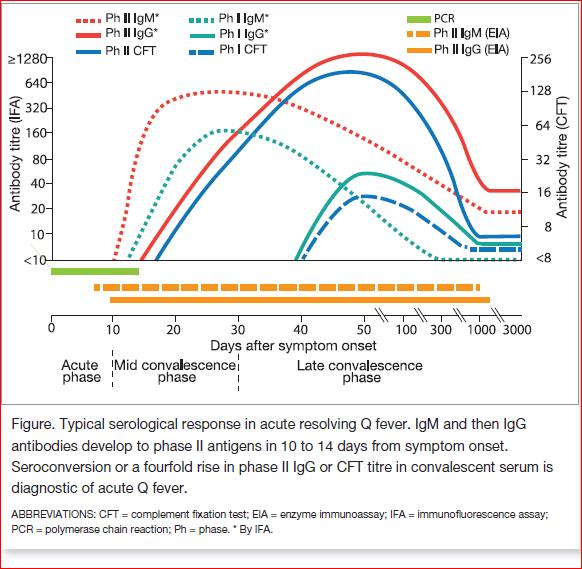 Ph II IgM* Ph I IgM* PCR
Ph II IgG* Ph I IgG* Ph II IgM (EIA)
Ph II CFT Ph I CFT Ph II IgG (EIA)
Antibody titre (IFA)
≥1280
640
320
160
80
40
20
10
<10
256
128
64
32
16
8
<8
Antibody titre (CFT)
0 10 20 30 40 50 100 300 1000 3000
Days after symptom onset
Acute phase
Mid convalescence phase
Late convalescence phase
Figure. Typical serological response in acute resolving Q fever. IgM and then IgG
antibodies develop to phase II antigens in 10 to 14 days from symptom onset.
Seroconversion or a fourfold rise in phase II IgG or CFT titre in convalescent serum is
diagnostic of acute Q fever.
ABBREVIATIONS: CFT = complement fixation test; EIA = enzyme immunoassay; IFA = immunofluorescence assay;
PCR = polymerase chain reaction; Ph = phase. * By IFA.